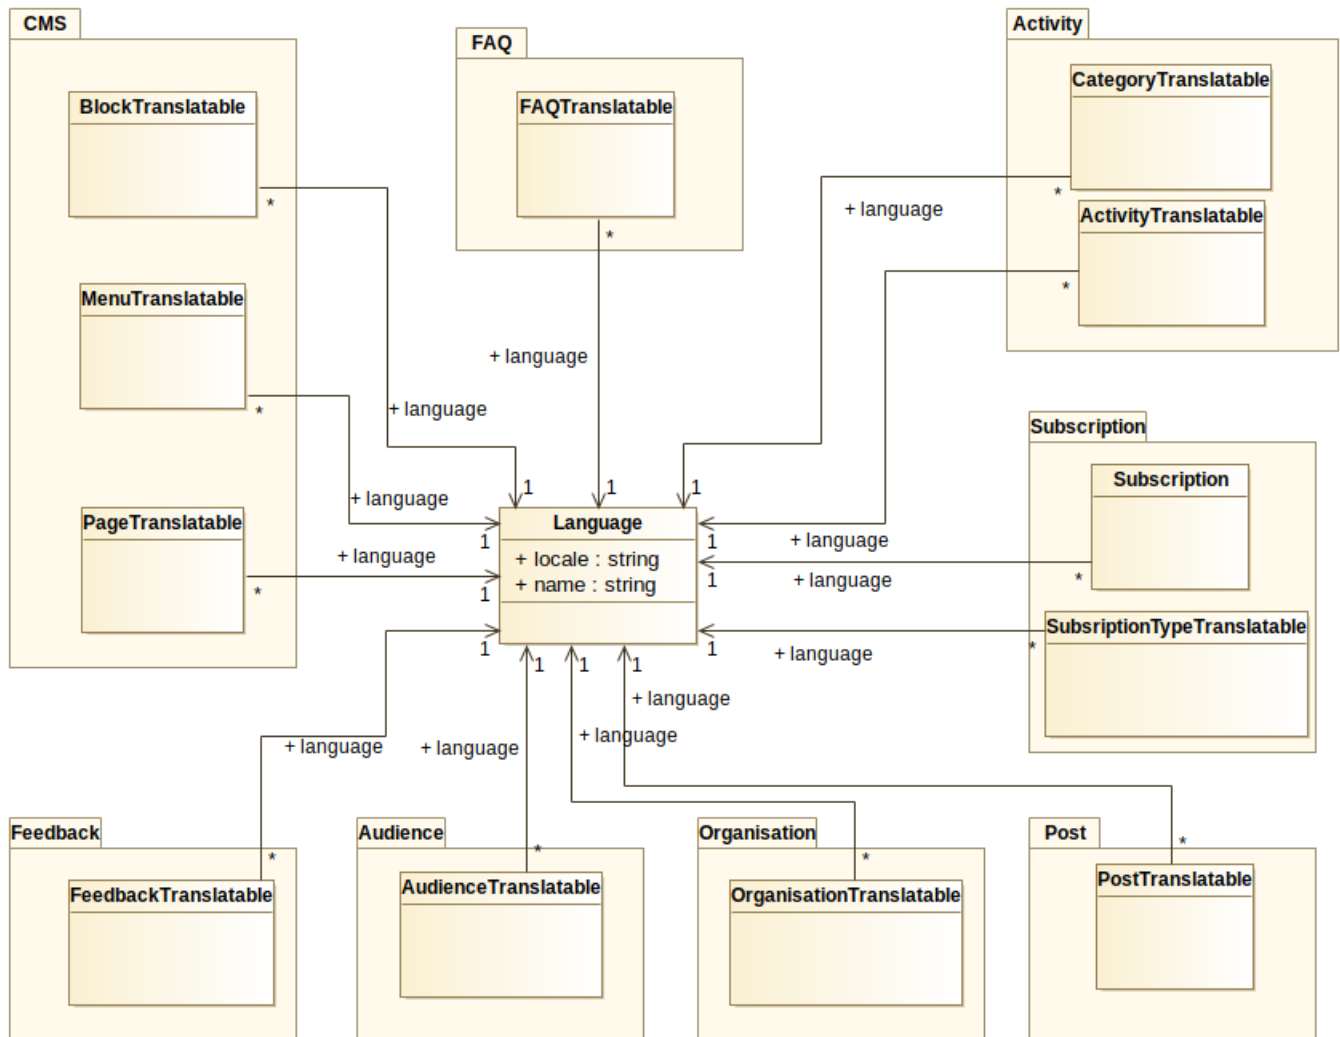 CMS
FAQ
Activity
BlockTranslatable
FAQTranslatable
CategoryTranslatable
*
*
*
+ language
ActivityTranslatable
*
MenuTranslatable
*
+ language
+ language
+ language
Subscription
Subscription
PageTranslatable
*
+ language
1
1
1
Language
+ locale : string
+ name : string
1
1
1
1
1
1
+ language
+ language
*
SubsriptionTypeTranslatable
*
+ language
1
1
1
+ language
+ language
+ language
+ language
Feedback
Audience
Organisation
Post
*
*
*
*
FeedbackTranslatable
AudienceTranslatable
OrganisationTranslatable
PostTranslatable